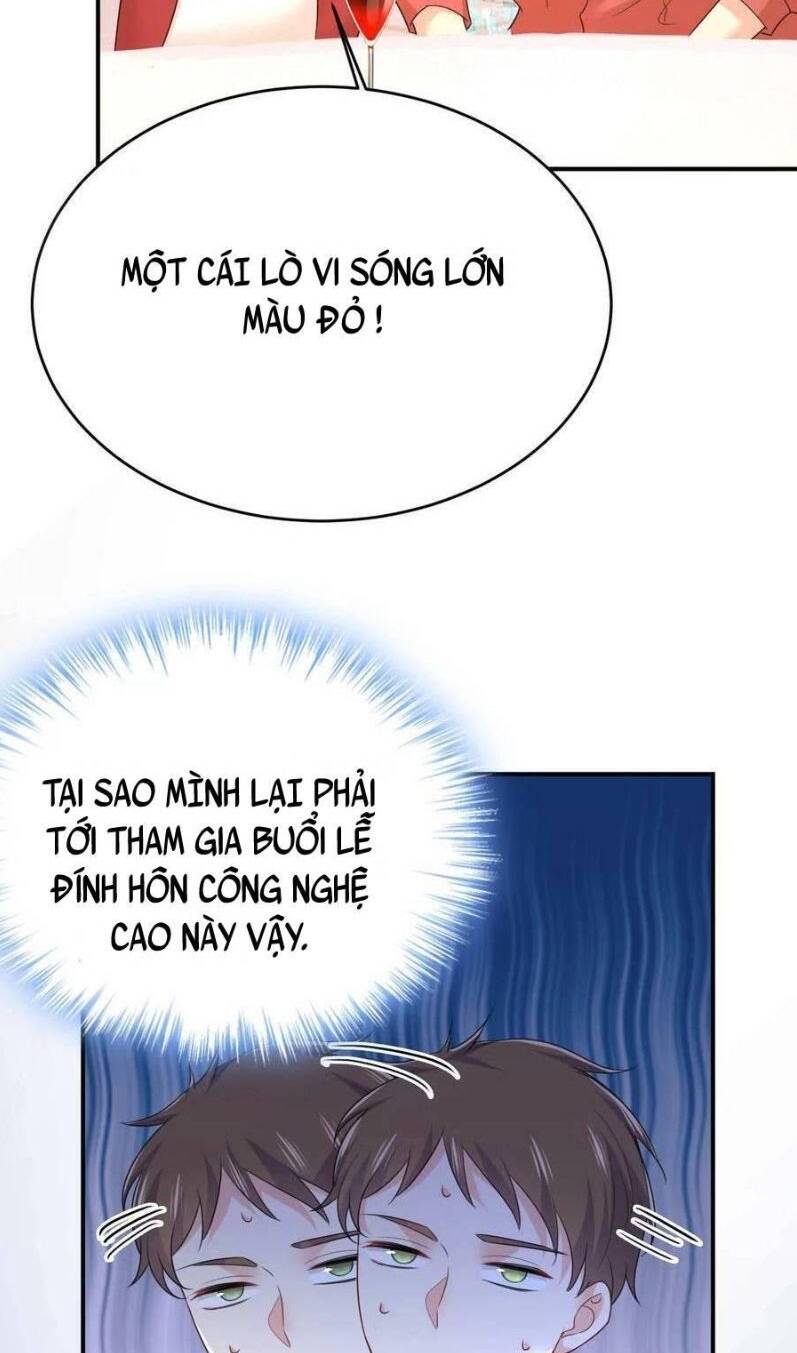 MỘT CÁI LÒ VI SÓNG LỚN
MÀU ĐỎ !
TẠI SAO MÌNH LẠI PHẢI
TỚI THAM GIA BUỔI LỄ
ĐÍNH HÔN CÔNG NGHỆ
CAO NÀY VẬY.